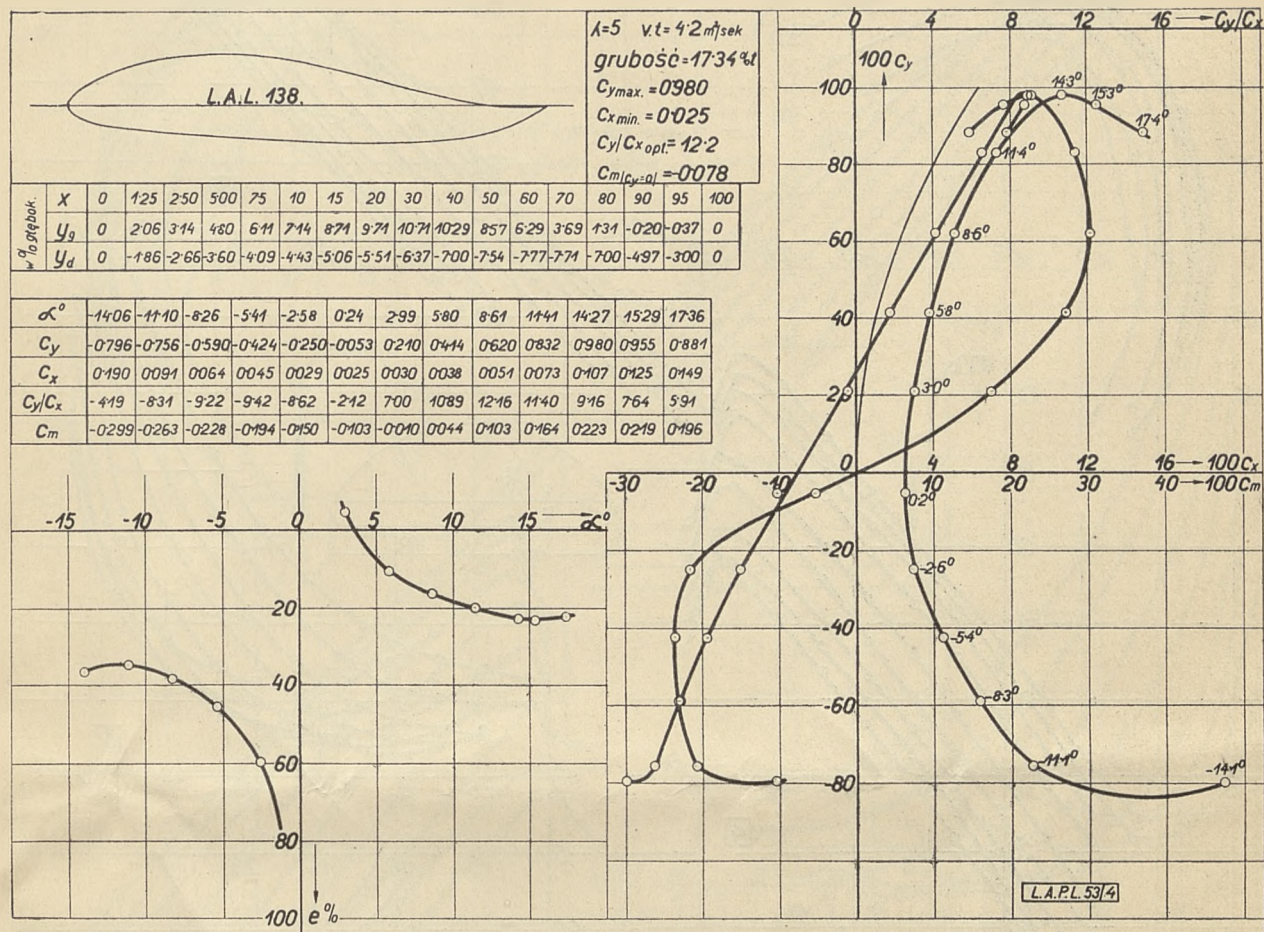 L.A.L. 138.
λ=5 v.t = 4·2 m²/sek
grubość = 17·34 %t
Cymax. = 0·980
Cxmin. = 0·025
Cy/Cx opt. = 12·2
Cm/Cy=0/ = -0·078
w % głębok.
X 0 1·25 2·50 5·00 7·5 10 15 20 30 40 50 60 70 80 90 95 100
yg 0 2·06 3·14 4·80 6·11 7·14 8·71 9·71 10·71 10·29 8·57 6·29 3·69 1·31 -0·20 -0·37 0
yd 0 -1·86 -2·66 -3·60 -4·09 -4·43 -5·06 -5·51 -6·37 -7·00 -7·54 -7·77 -7·71 -7·00 -4·97 -3·00 0
α° -14·06 -11·10 -8·26 -5·41 -2·58 0·24 2·99 5·80 8·61 11·41 14·27 15·29 17·36
Cy -0·796 -0·756 -0·590 -0·424 -0·250 -0·053 0·210 0·414 0·620 0·832 0·980 0·955 0·881
Cx 0·190 0·091 0·064 0·045 0·029 0·025 0·030 0·038 0·051 0·073 0·107 0·125 0·149
Cy/Cx -4·19 -8·31 -9·22 -9·42 -8·62 -2·12 7·00 10·89 12·16 11·40 9·16 7·64 5·91
Cm -0·299 -0·263 -0·228 -0·194 -0·150 -0·103 -0·010 0·044 0·103 0·164 0·223 0·219 0·196
-15 -10 -5 0 5 10 15 → α°
20
40
60
80
100 e%
0 4 8 12 16 → Cy/Cx
100 Cy
100
80
60
40
20
0 4 8 12 16 → 100 Cx
-30 -20 -10 10 20 30 40 → 100 Cm
-20
-40
-60
-80
14·3°
15·3°
17·4°
11·4°
8·6°
5·8°
3·0°
0·2°
-2·6°
-5·4°
-8·3°
-11·1°
-14·1°
L.A.P.L. 53/4